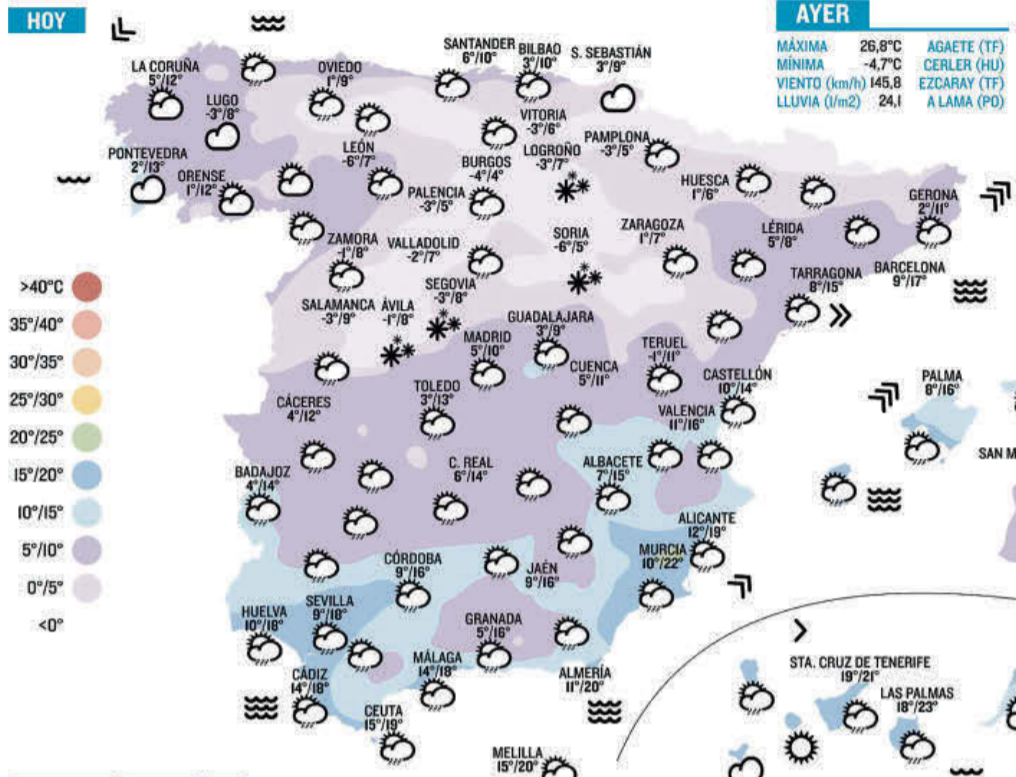 HOY
AYER
MÁXIMA 26,8°C AGAETE (TF)
MÍNIMA -4,7°C CERLER (HU)
VIENTO (km/h) 145,8 EZCARAY (TF)
LLUVIA (l/m2) 24,1 A LAMA (PO)
LA CORUÑA
5°/12°
LUGO
-3°/8°
OVIEDO
1°/9°
SANTANDER
6°/10°
BILBAO
3°/10°
S. SEBASTIÁN
3°/9°
VITORIA
-3°/6°
PAMPLONA
-3°/5°
PONTEVEDRA
2°/13°
ORENSE
1°/12°
LEÓN
-6°/7°
BURGOS
-4°/4°
LOGROÑO
-3°/7°
PALENCIA
-3°/5°
HUESCA
1°/6°
GERONA
2°/11°
ZAMORA
-1°/8°
VALLADOLID
-2°/7°
SORIA
-6°/5°
ZARAGOZA
1°/7°
LÉRIDA
5°/8°
TARRAGONA
8°/15°
BARCELONA
9°/17°
SALAMANCA
-3°/9°
ÁVILA
-1°/8°
SEGOVIA
-3°/8°
GUADALAJARA
3°/9°
MADRID
5°/10°
CUENCA
5°/11°
TERUEL
-1°/11°
CASTELLÓN
10°/14°
PALMA
8°/16°
CÁCERES
4°/12°
TOLEDO
3°/13°
VALENCIA
11°/16°
SAN M
BADAJOZ
4°/14°
C. REAL
6°/14°
ALBACETE
7°/15°
ALICANTE
12°/19°
MURCIA
10°/22°
CÓRDOBA
9°/16°
JAÉN
9°/16°
HUELVA
10°/18°
SEVILLA
9°/18°
GRANADA
5°/16°
CÁDIZ
14°/18°
MÁLAGA
14°/18°
ALMERÍA
11°/20°
CEUTA
15°/19°
MELILLA
15°/20°
STA. CRUZ DE TENERIFE
19°/21°
LAS PALMAS
18°/23°
>40°C
35°/40°
30°/35°
25°/30°
20°/25°
15°/20°
10°/15°
5°/10°
0°/5°
<0°